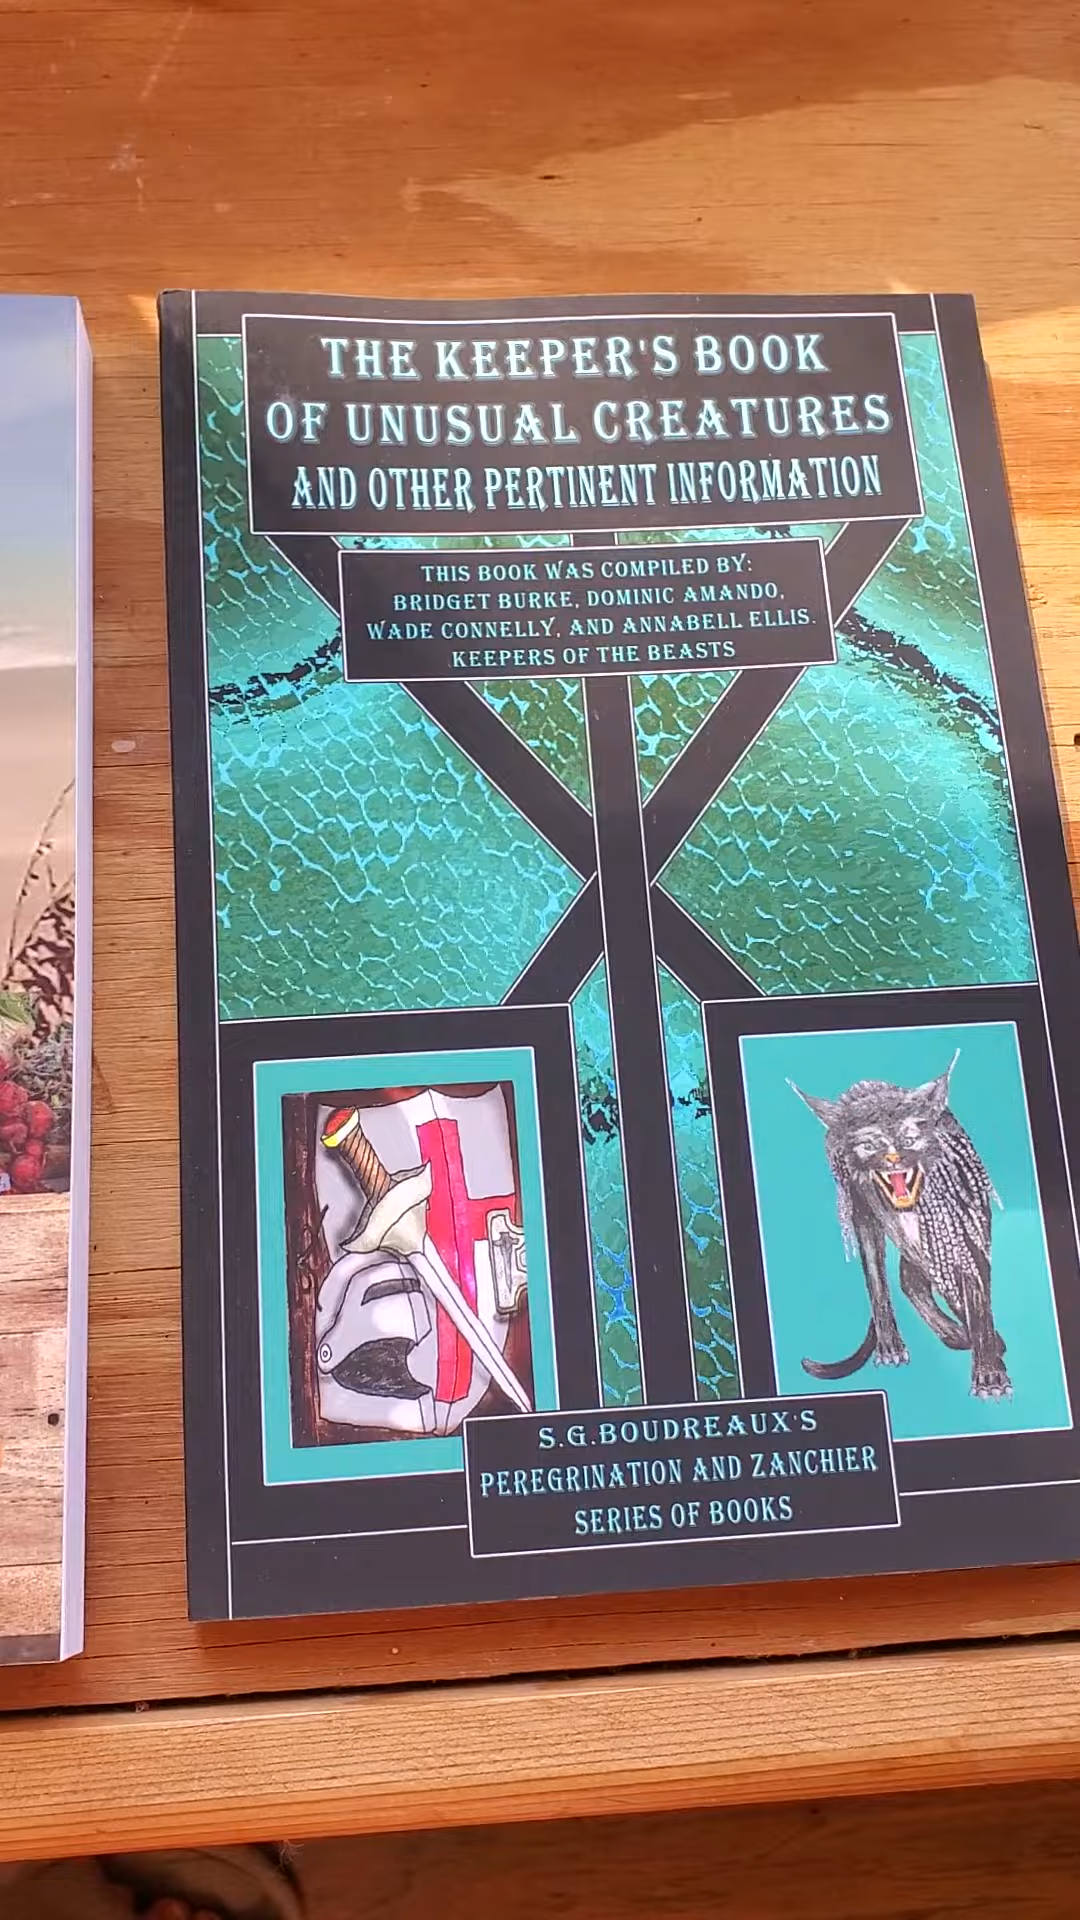 THE KEEPER'S BOOK
OF UNUSUAL CREATURES
AND OTHER PERTINENT INFORMATION
THIS BOOK WAS COMPILED BY:
BRIDGET BURKE, DOMINIC AMANDO,
WADE CONNELLY, AND ANNABELL ELLIS.
KEEPERS OF THE BEASTS
S.G.BOUDREAUX'S
PEREGRINATION AND ZANCHIER
SERIES OF BOOKS